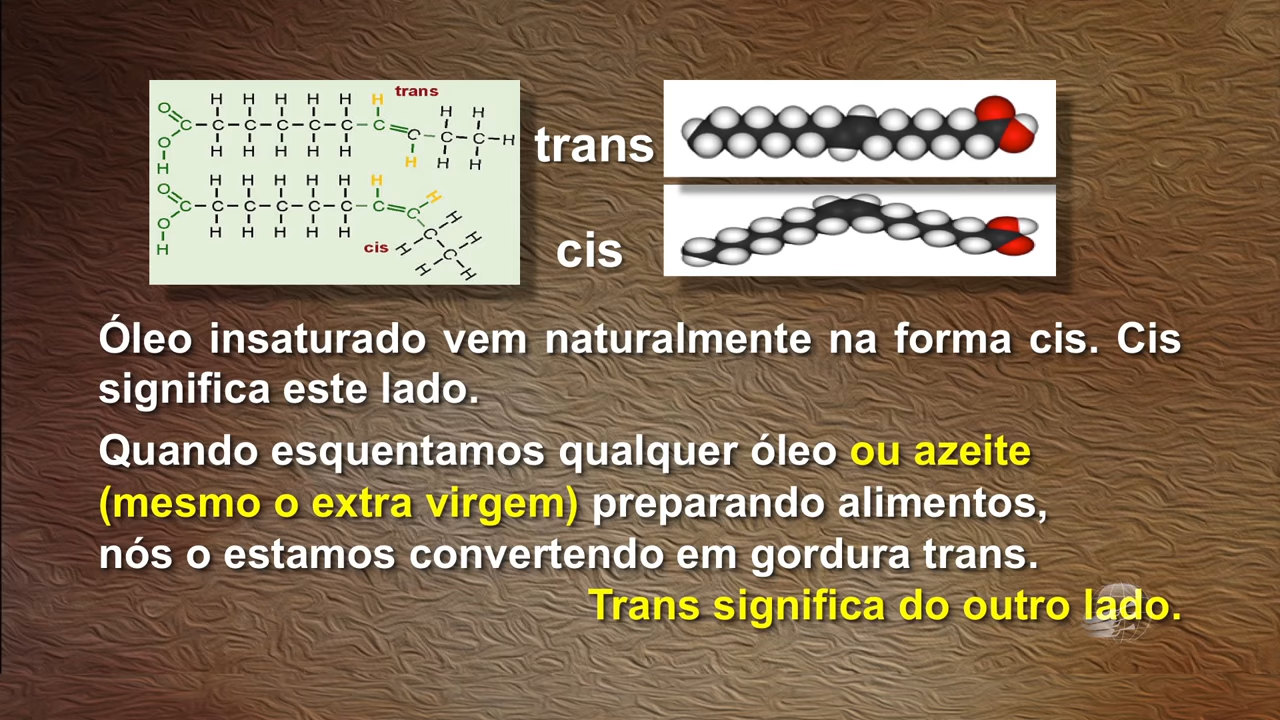 trans
H H H H H H H H
O
C C C C C C C C C C H
O
H H H H H H H H
H
H H H H H H H
O
C C C C C C C C
O
H H H H H cis H C H
H
H C
H H
trans
cis
Óleo insaturado vem naturalmente na forma cis. Cis
significa este lado.
Quando esquentamos qualquer óleo ou azeite
(mesmo o extra virgem) preparando alimentos,
nós o estamos convertendo em gordura trans.
Trans significa do outro lado.